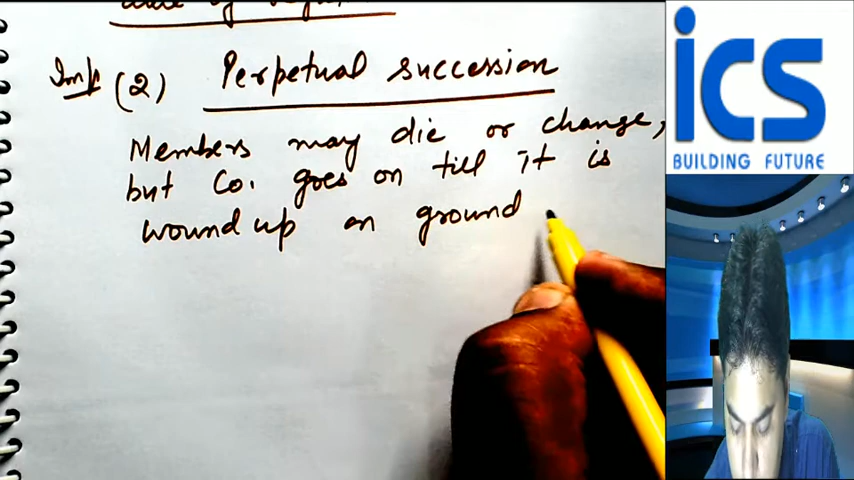 Imp (2) Perpetual succession
Members may die or change,
but Co. goes on till it is
wound up on ground
ics
BUILDING FUTURE